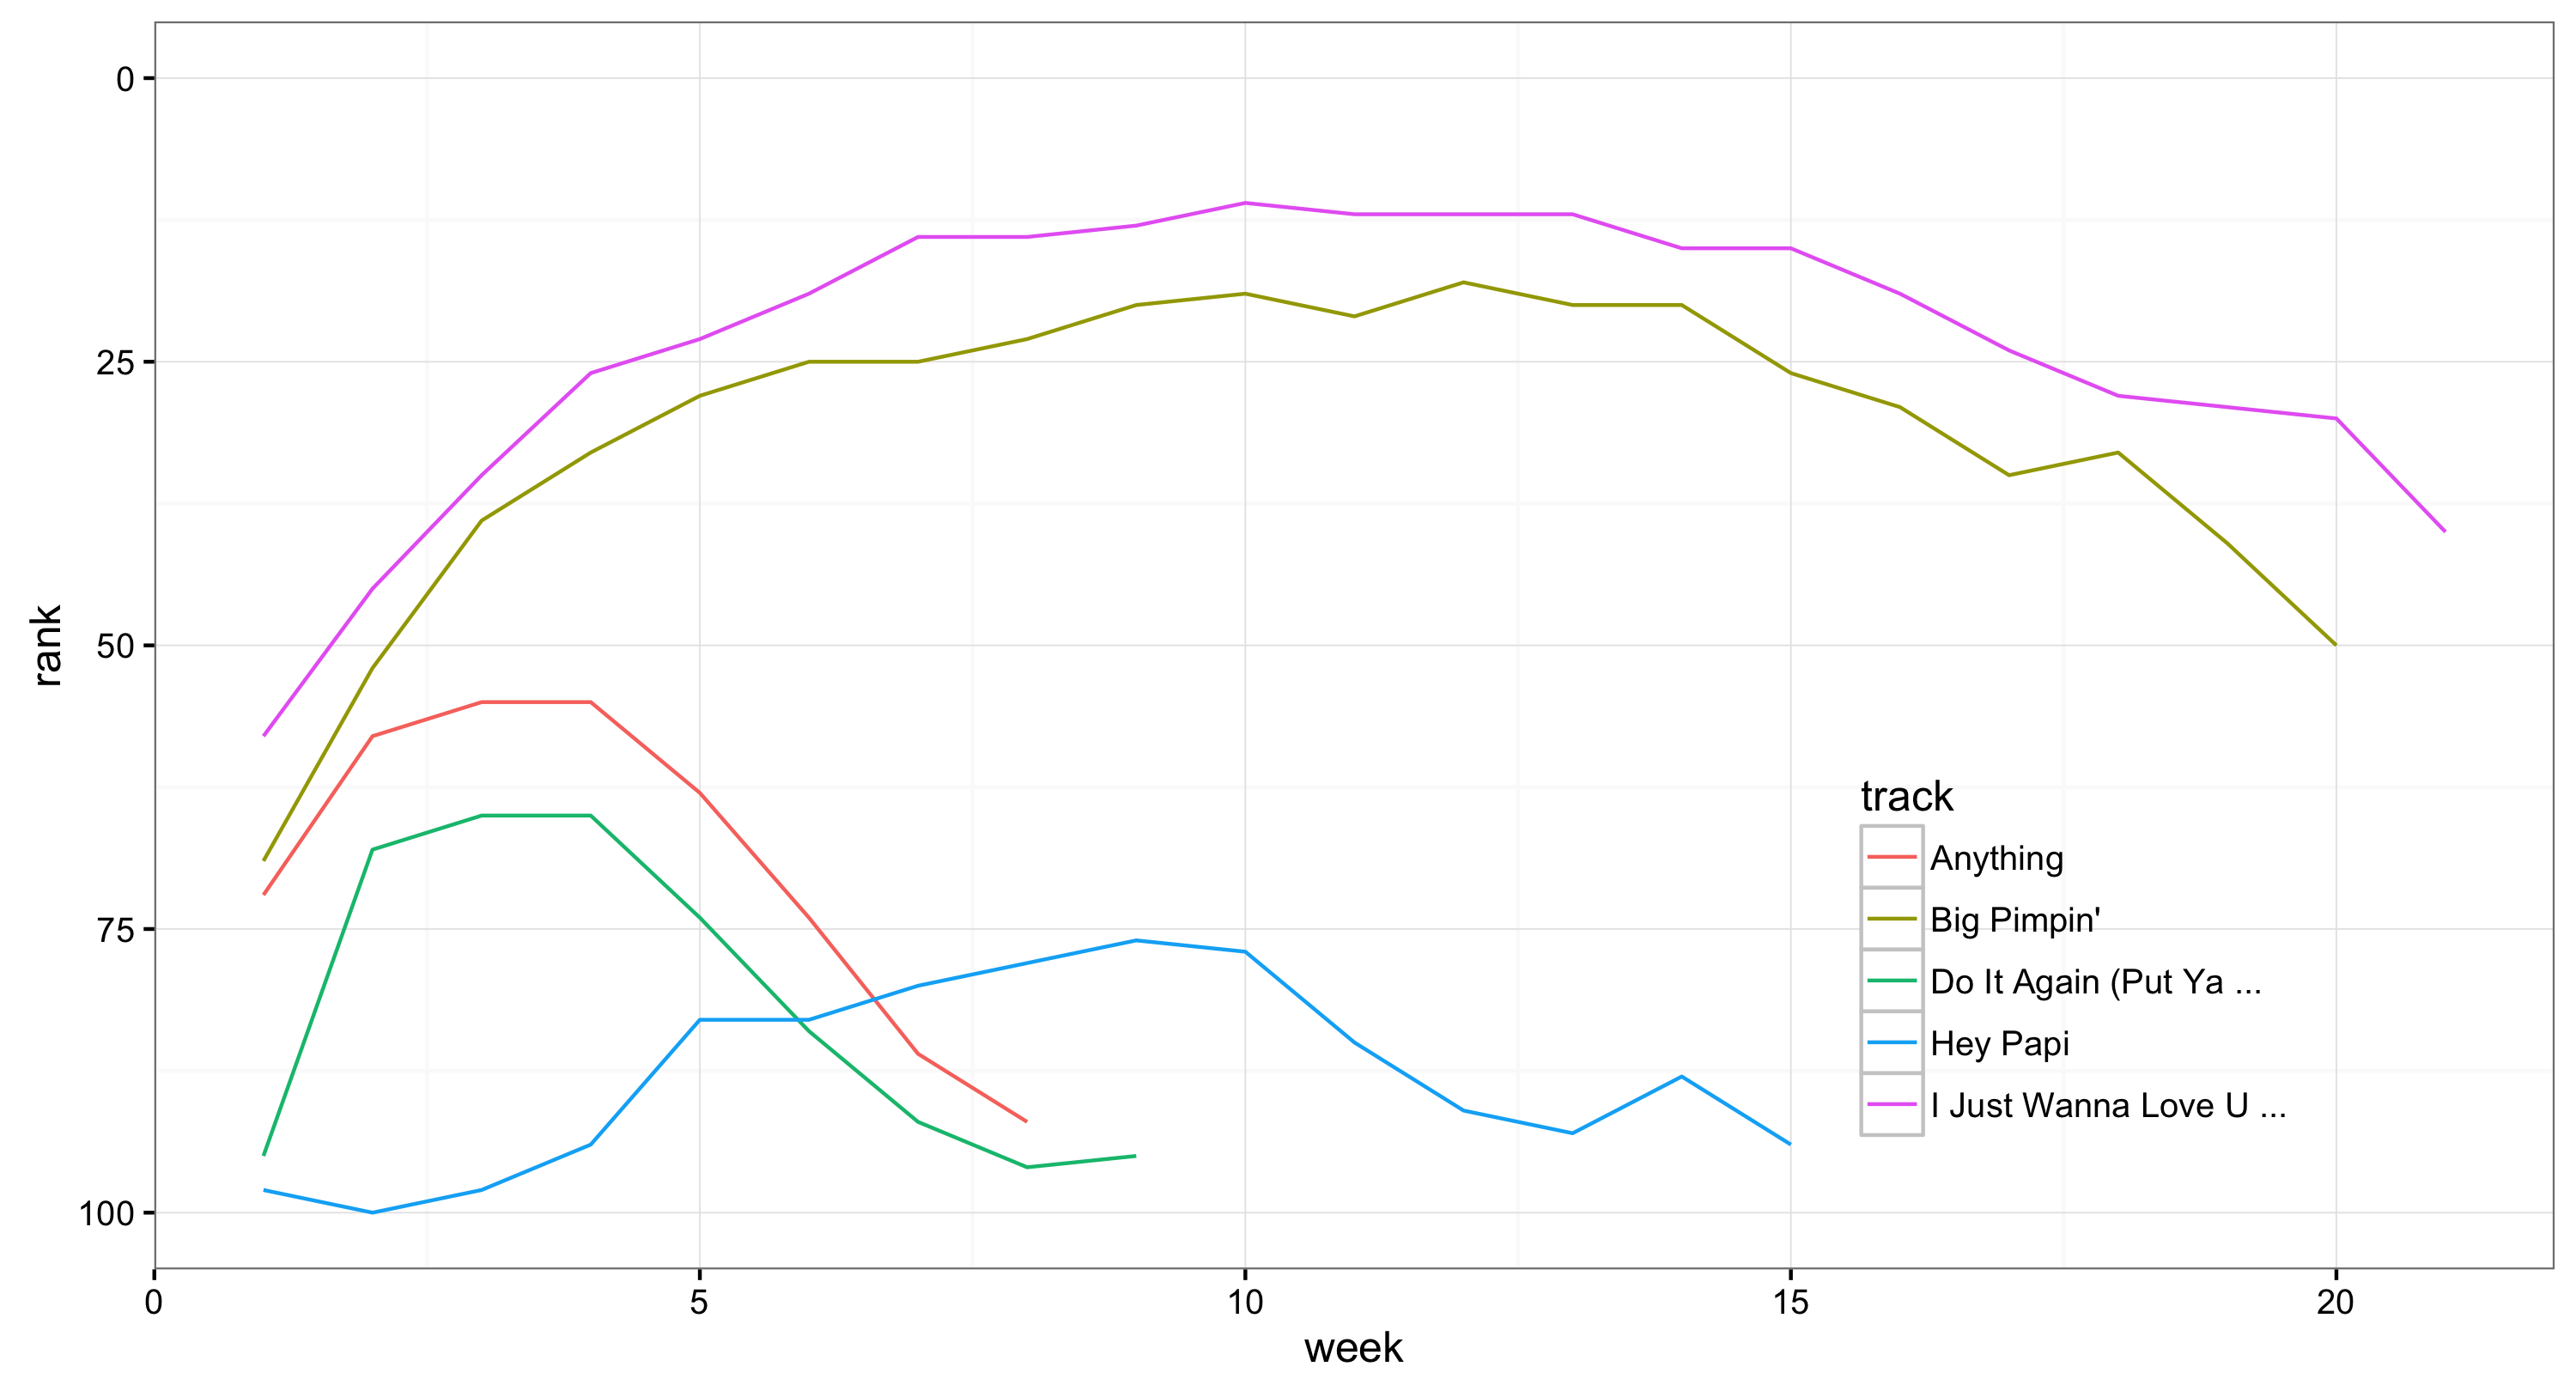 0
25
50
75
100
rank
0 5 10 15 20
week
track
Anything
Big Pimpin'
Do It Again (Put Ya ...
Hey Papi
I Just Wanna Love U ...